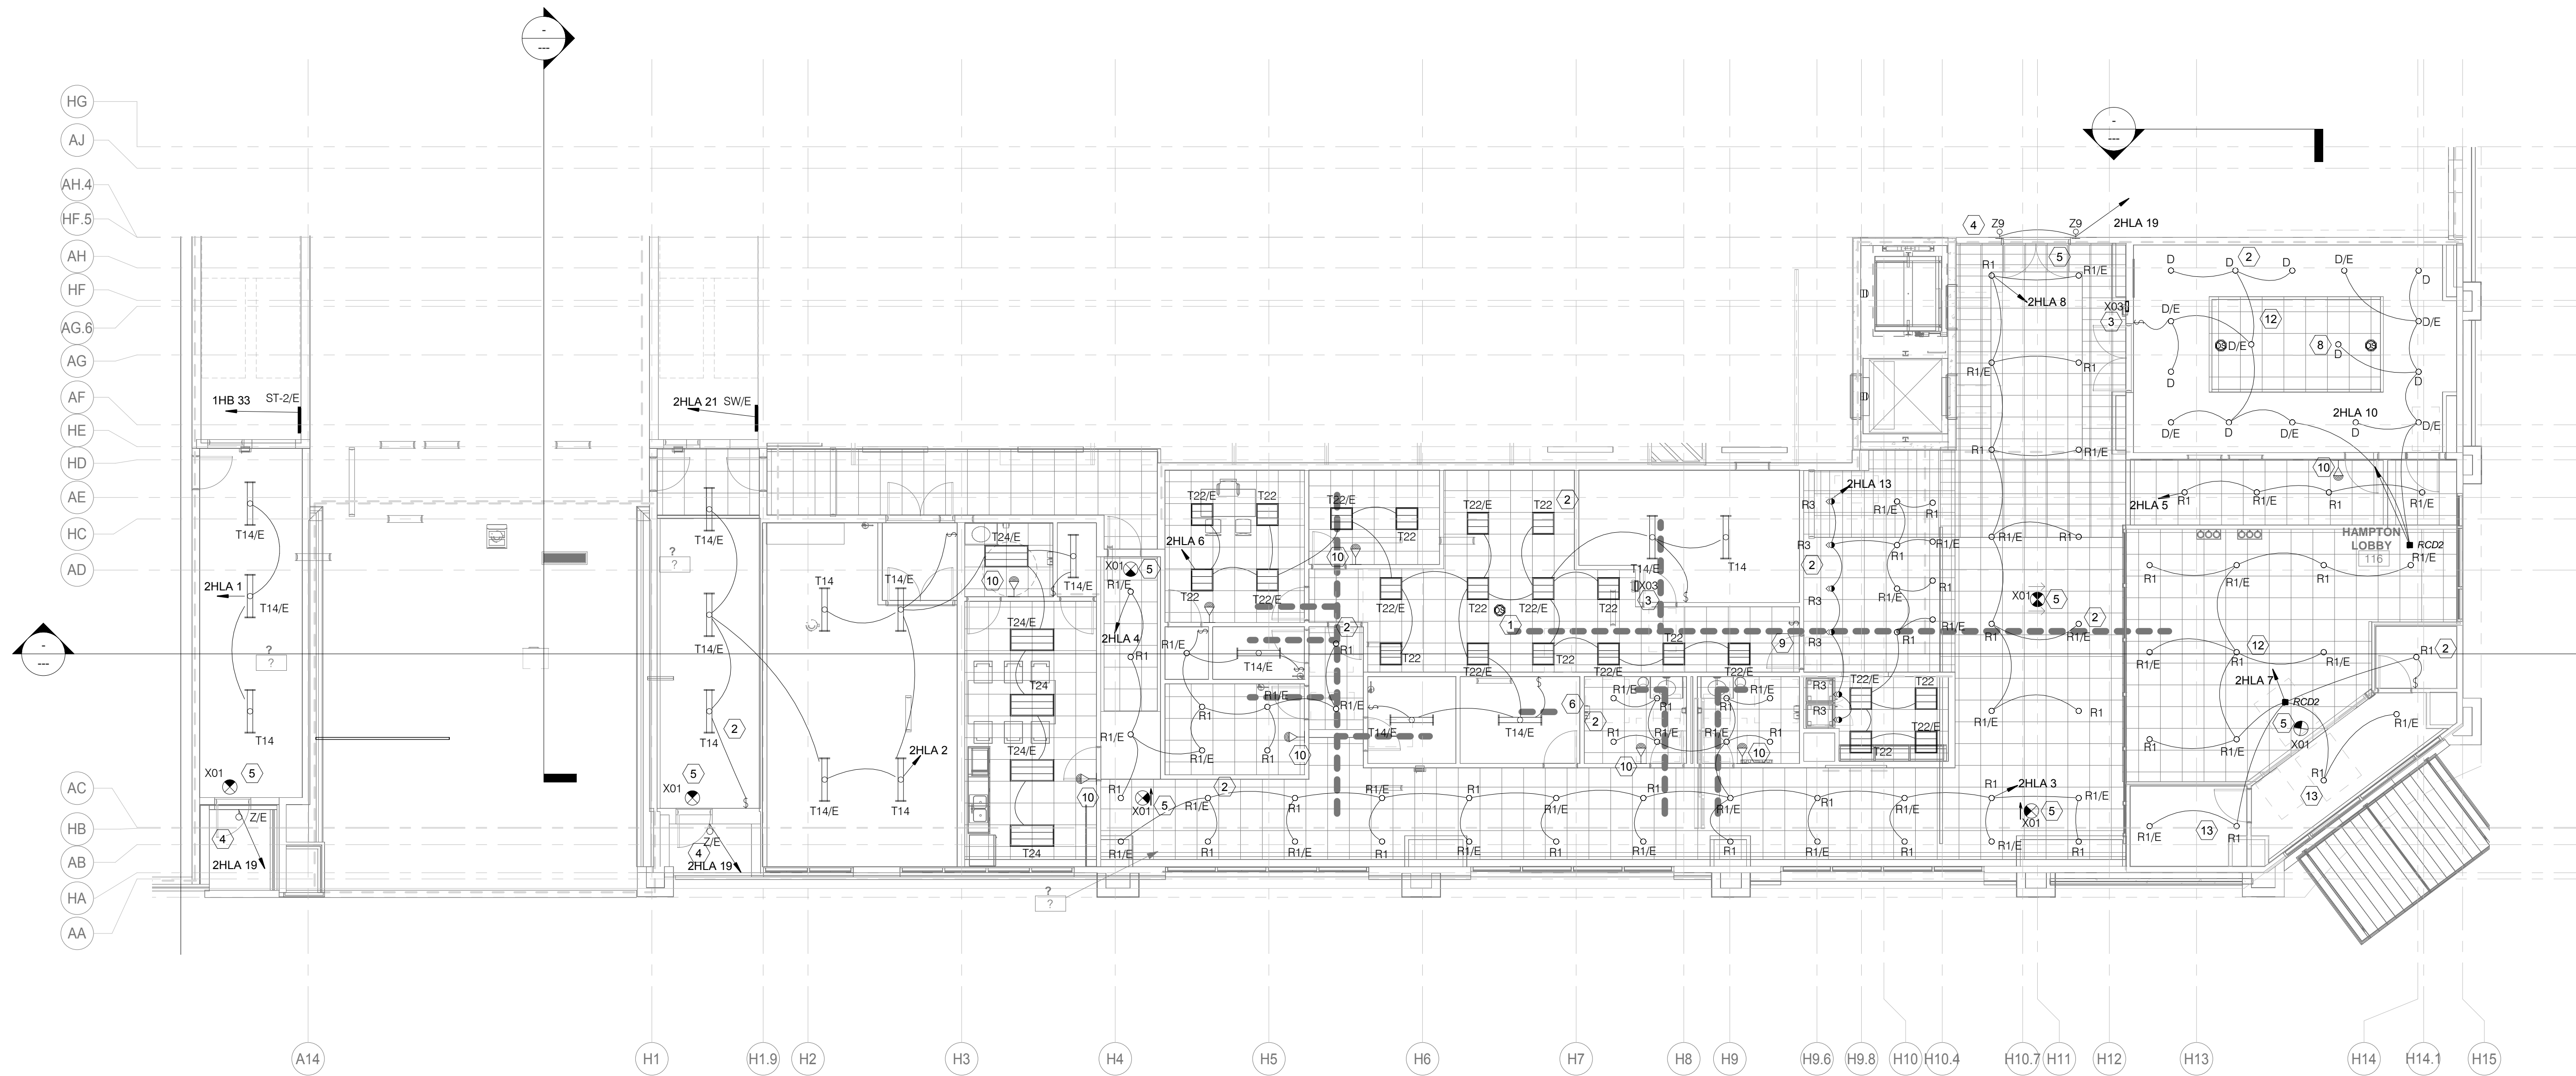 -
---
HG
AJ
AH.4
HF.5
AH
HF
AG.6
AG
AF
HE
HD
AE
HC
AD
AC
HB
AB
HA
AA
-
---
-
---
Z9
Z9
2HLA 19
4
5
2
R1
R1/E
2HLA 8
D
D
D
D/E
D
X03
3
D/E
12
D/E
D/E
8
D
D
D
R1/E
R1
2HLA 10
D/E
D
D/E
D
D/E
R1
R1/E
1HB 33
ST-2/E
2HLA 21
SW/E
10
2HLA 13
2HLA 5
R1
R1/E
R1
R1/E
T22/E
T22
T22/E
T22
T22/E
T22
2
R3
R1/E
R1
T14/E
T14/E
T24/E
2HLA 6
10
T14/E
T14
R3
R1
R1/E
R1/E
R1
HAMPTON
LOBBY
116
RCD2
R1/E
R1
R1/E
R1
?
?
2HLA 1
T14/E
T14
T14/E
10
T14/E
X01
5
R1/E
T22
T22/E
T22/E
T22
T22/E
T22
X03
3
2
R3
R1/E
R1
X01
5
2
1
2HLA 4
2
R3
R1/E
R1
R1/E
T14/E
T24/E
R1
R1/E
T14/E
R1
T22
T22/E
T22
T22/E
T22
T22/E
9
12
R1/E
R1
R1/E
R1
2
?
?
T24
R1/E
R1
R1/E
6
2
R1/E
R1/E
R3
R3
T22/E
T22
R1/E
R1
2HLA 7
RCD2
R1/E
5
X01
T14
T14
2
T24/E
R1/E
R1
R1
10
T14/E
T14/E
R1
R1/E
R1/E
R1
10
10
T22
T22/E
R1
R1/E
R1
X01
5
X01
5
2HLA 2
T14/E
T14
10
R1
X01
5
R1/E
2
R1
R1/E
R1
R1/E
R1
R1/E
R1
R1/E
R1
2HLA 3
X01
5
R1/E
13
13
Z/E
4
2HLA 19
Z/E
4
2HLA 19
T24
R1/E
R1
R1/E
R1
R1/E
R1
R1/E
R1
R1/E
R1
R1/E
R1
R1/E
R1
?
?
A14
H1
H1.9
H2
H3
H4
H5
H6
H7
H8
H9
H9.6
H9.8
H10
H10.4
H10.7
H11
H12
H13
H14
H14.1
H15